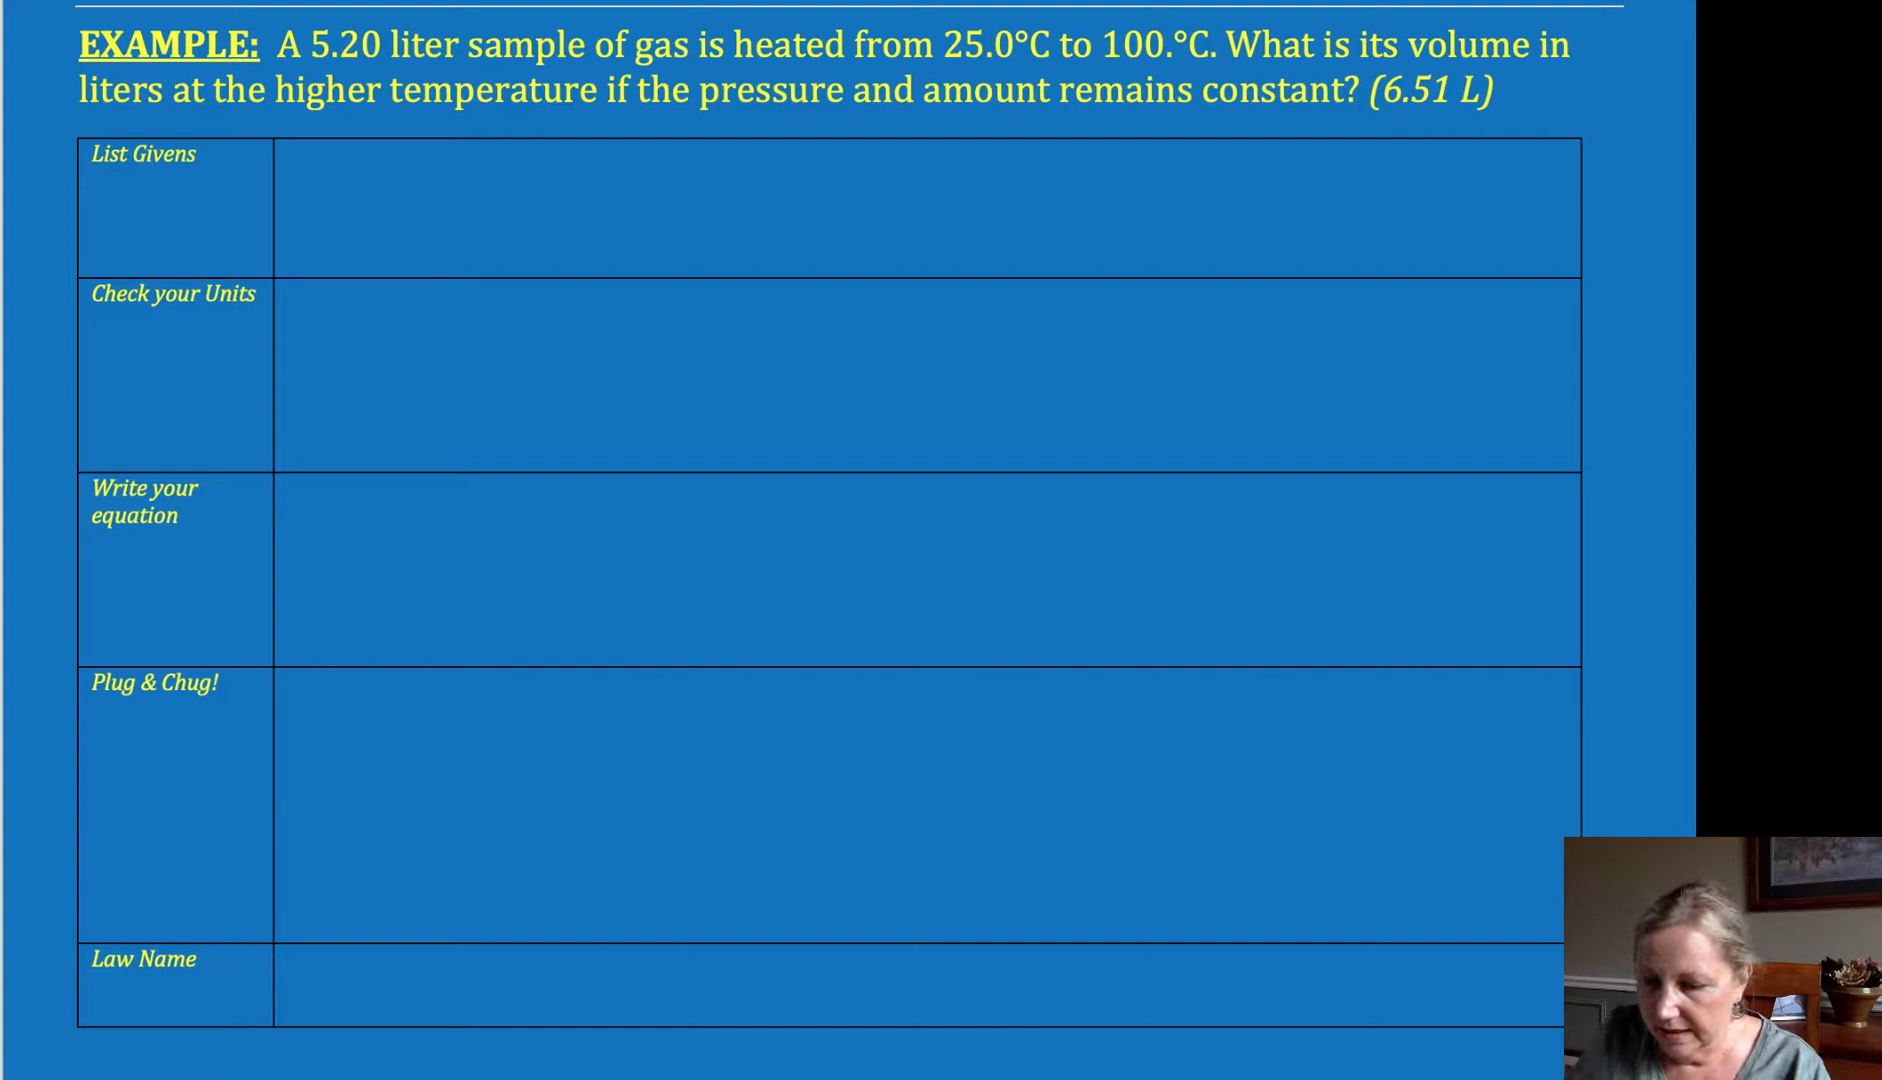 EXAMPLE: A 5.20 liter sample of gas is heated from 25.0°C to 100.°C. What is its volume in
liters at the higher temperature if the pressure and amount remains constant? (6.51 L)
List Givens
Check your Units
Write your
equation
Plug & Chug!
Law Name